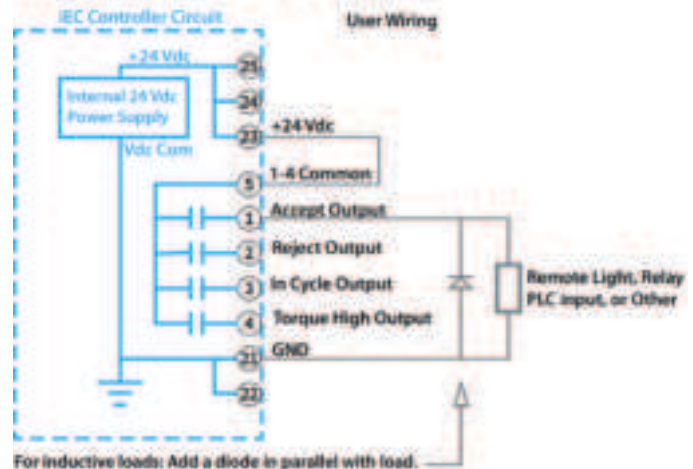 IEC Controller Circuit
User Wiring
+24 Vdc
25
Internal 24 Vdc
Power Supply
24
23
+24 Vdc
Vdc Com
5
1-4 Common
1
Accept Output
2
Reject Output
3
In Cycle Output
4
Torque High Output
Remote Light, Relay
PLC input, or Other
21
GND
22
For inductive loads: Add a diode in parallel with load.